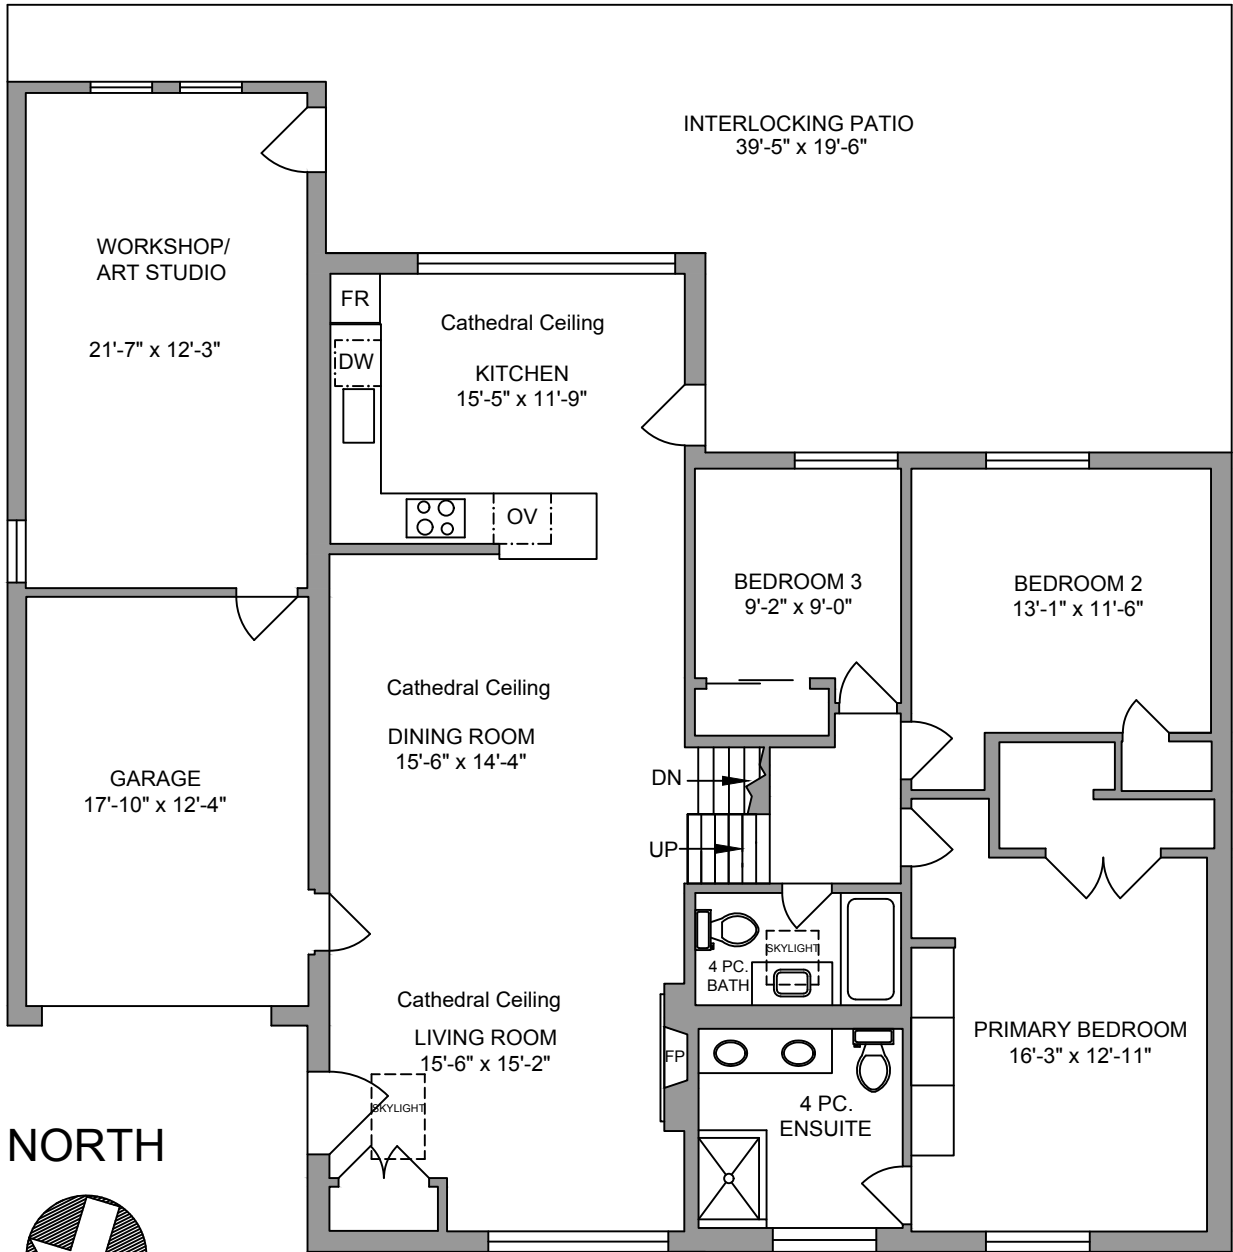 INTERLOCKING PATIO
39'-5" x 19'-6"
WORKSHOP/
ART STUDIO
21'-7" x 12'-3"
FR
DW
Cathedral Ceiling
KITCHEN
15'-5" x 11'-9"
OV
BEDROOM 3
9'-2" x 9'-0"
BEDROOM 2
13'-1" x 11'-6"
Cathedral Ceiling
DINING ROOM
15'-6" x 14'-4"
GARAGE
17'-10" x 12'-4"
DN
UP
SKYLIGHT
4 PC.
BATH
Cathedral Ceiling
LIVING ROOM
15'-6" x 15'-2"
FP
PRIMARY BEDROOM
16'-3" x 12'-11"
SKYLIGHT
4 PC.
ENSUITE
NORTH